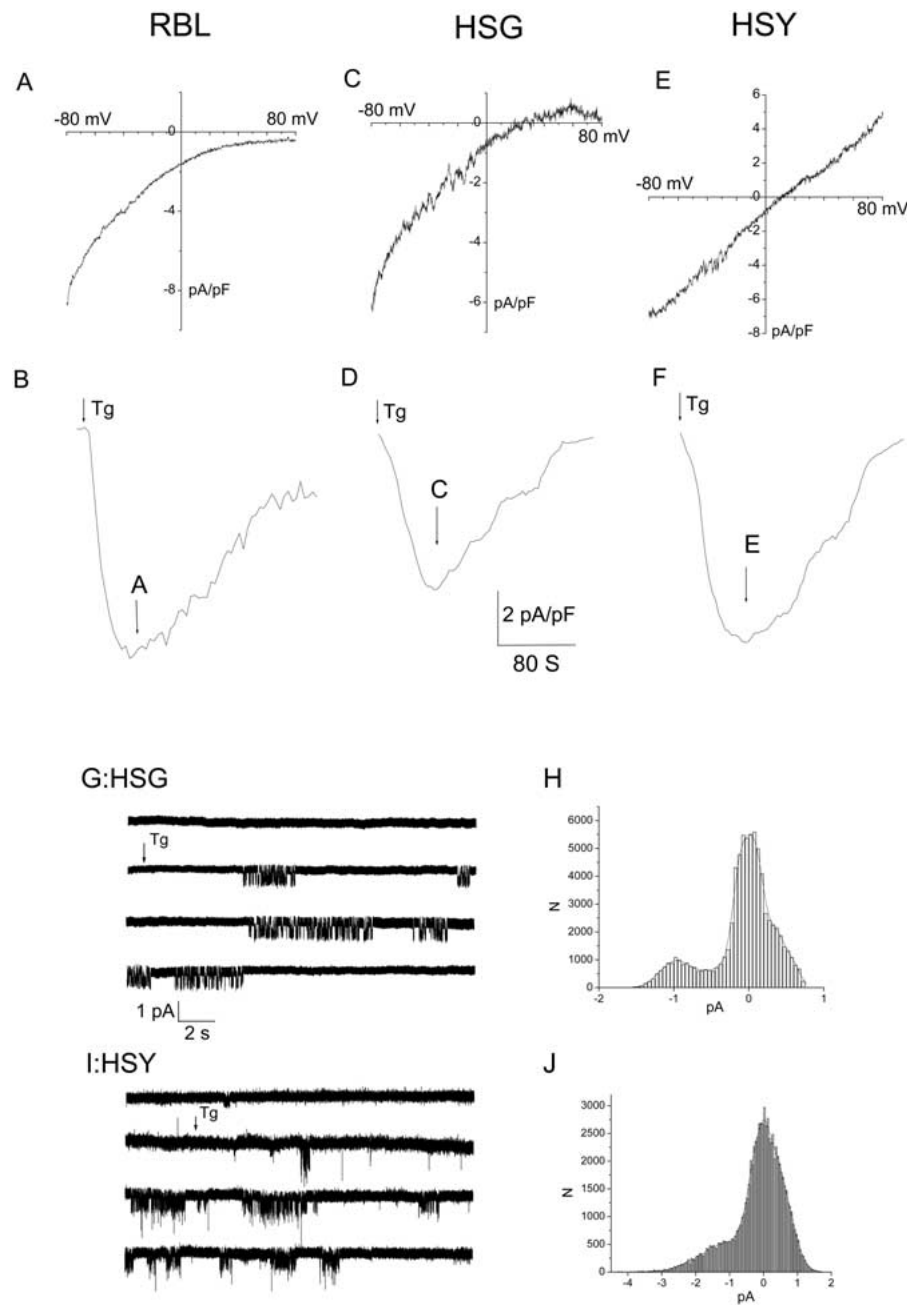 RBL HSG HSY
A
-80 mV 0 80 mV
-4
-8
pA/pF
C
-80 mV 0 80 mV
-2
-4
-6
pA/pF
E
6
4
2
0
-80 mV 80 mV
-2
-4
-6
-8
pA/pF
B
Tg
A
D
Tg
C
2 pA/pF
80 S
F
Tg
E
G:HSG
Tg
1 pA
2 s
H
6000
5000
4000
3000
2000
1000
0
N
-2 -1 0 1
pA
I:HSY
Tg
J
3000
2500
2000
1500
1000
500
0
N
-4 -3 -2 -1 0 1 2
pA